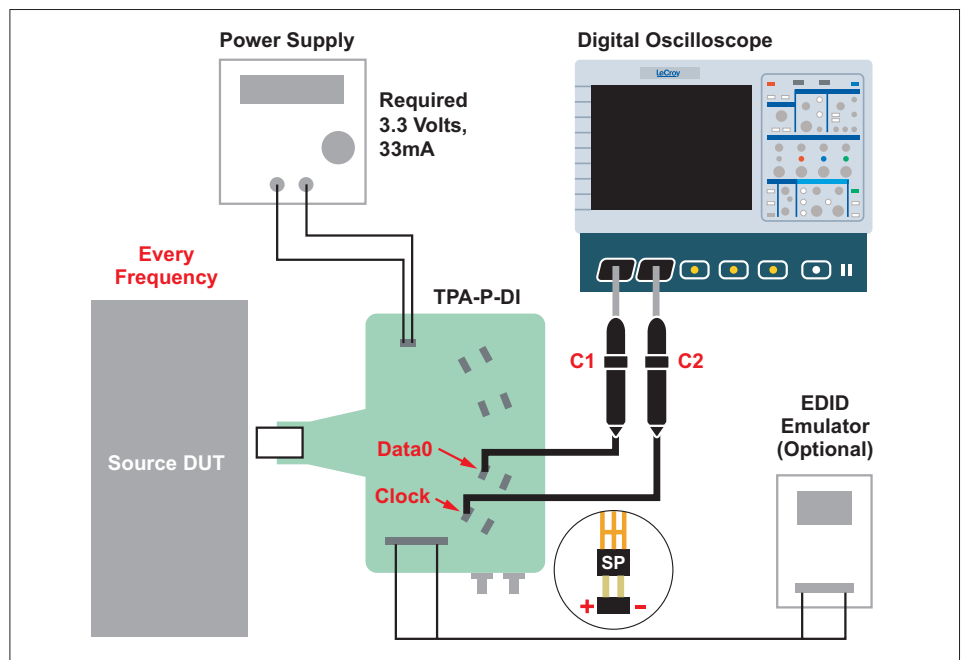 Power Supply
Digital Oscilloscope
LeCroy
Required
3.3 Volts,
33mA
Every
Frequency
TPA-P-DI
C1
C2
EDID
Emulator
(Optional)
Data0
Source DUT
Clock
SP
+ -